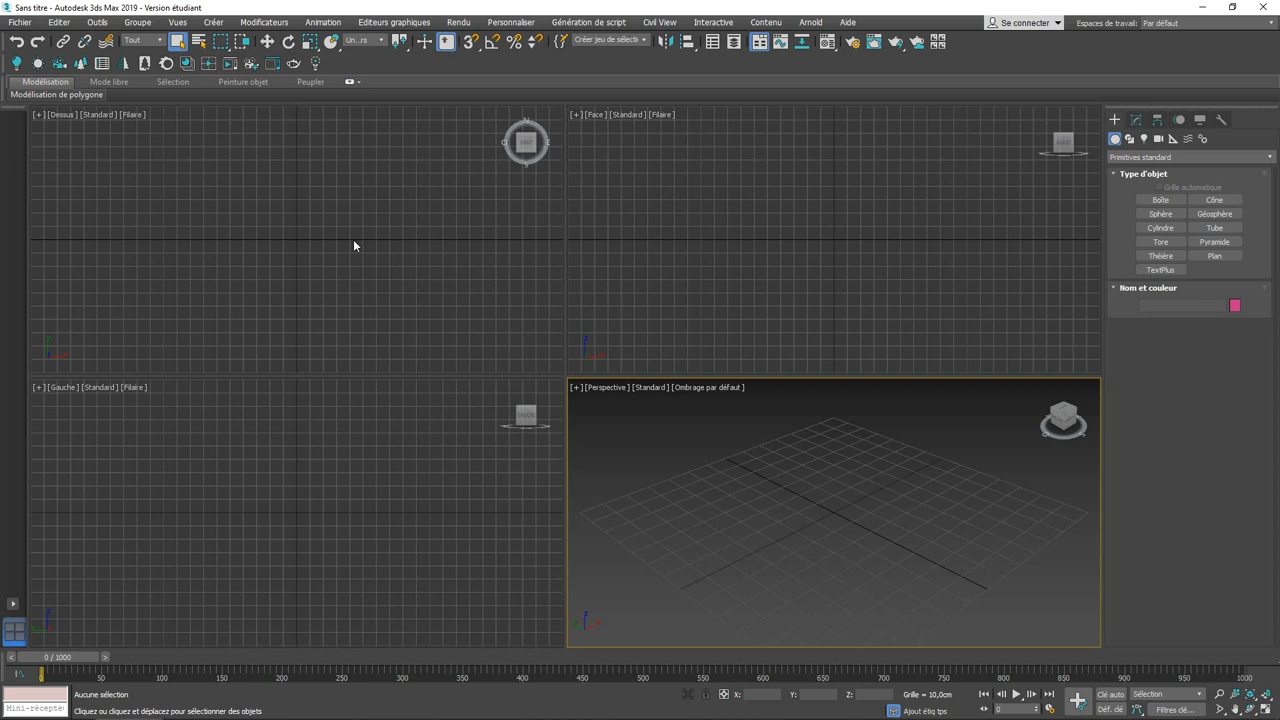 Sans titre - Autodesk 3ds Max 2019 - Version étudiant
Fichier Editer Outils Groupe Vues Créer Modificateurs Animation Editeurs graphiques Rendu Personnaliser Génération de script Civil View Interactive Contenu Arnold Aide
Se connecter Espaces de travail: Par défaut
Tout Un...rs Créer jeu de sélecti
Modélisation Mode libre Sélection Peinture objet Peupler
Modélisation de polygone
[+] [Dessus] [Standard] [Filaire]
[+] [Face] [Standard] [Filaire]
N
S
Primitives standard
Type d'objet
Grille automatique
Boîte Cône
Sphère Géosphère
Cylindre Tube
Tore Pyramide
Théière Plan
TextPlus
Nom et couleur
[+] [Gauche] [Standard] [Filaire]
[+] [Perspective] [Standard] [Ombrage par défaut ]
0 / 1000
0 50 100 150 200 250 300 350 400 450 500 550 600 650 700 750 800 850 900 950 1000
Aucune sélection X: Y: Z: Grille = 10,0cm Clé auto Sélection
Mini-récepte Cliquez ou cliquez et déplacez pour sélectionner des objets Ajout étiq tps 0 Déf. clé Filtres dé...